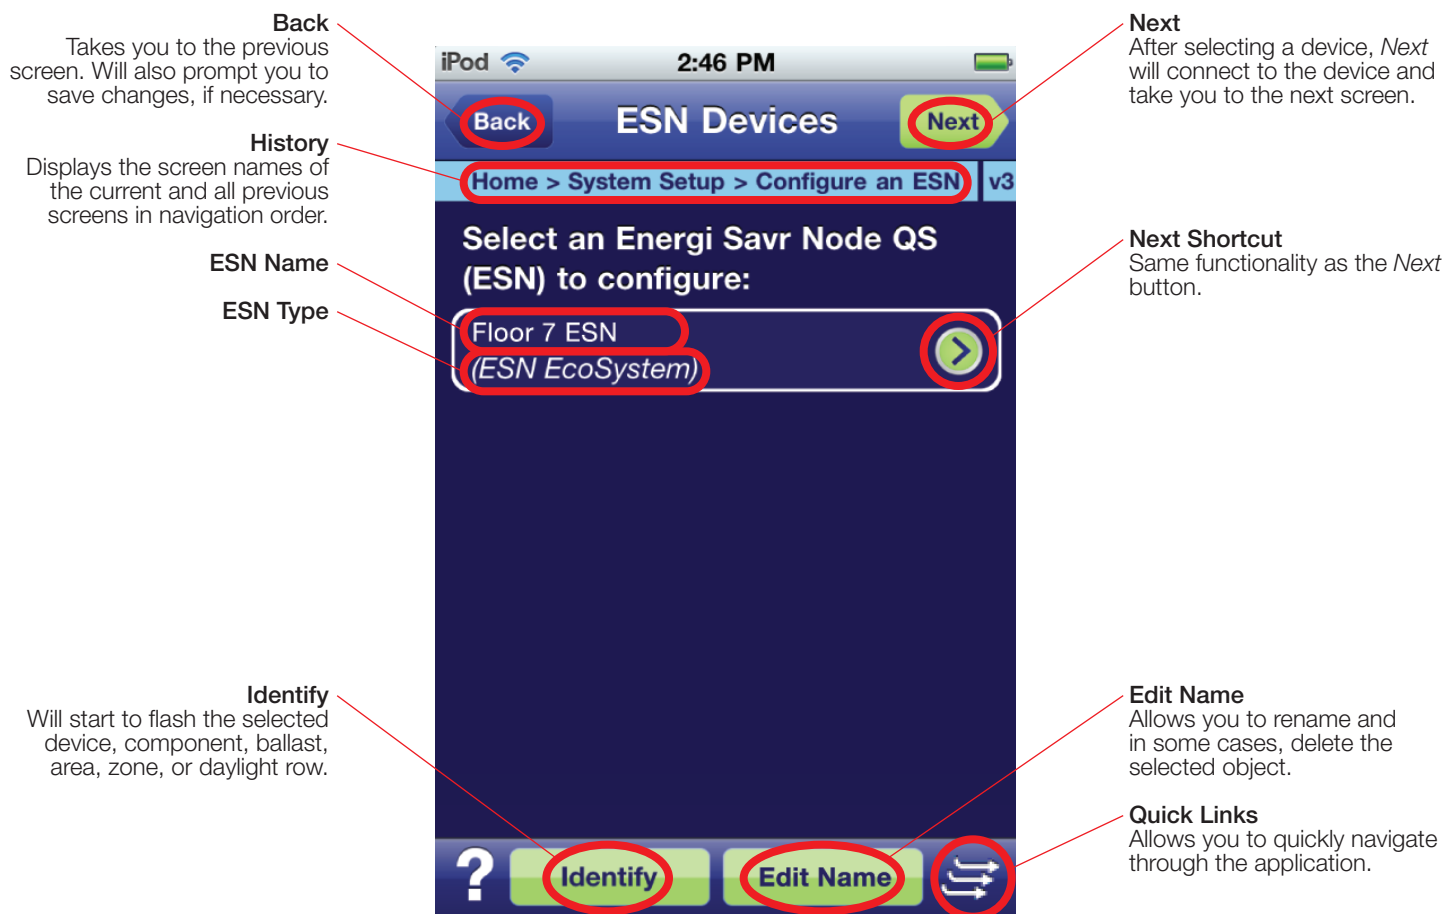 Back
Takes you to the previous
screen. Will also prompt you to
save changes, if necessary.
History
Displays the screen names of
the current and all previous
screens in navigation order.
ESN Name
ESN Type
Identify
Will start to flash the selected
device, component, ballast,
area, zone, or daylight row.
iPod 2:46 PM
Back ESN Devices Next
Home > System Setup > Configure an ESN v3
Select an Energi Savr Node QS
(ESN) to configure:
Floor 7 ESN
(ESN EcoSystem)
? Identify Edit Name
Next
After selecting a device, Next
will connect to the device and
take you to the next screen.
Next Shortcut
Same functionality as the Next
button.
Edit Name
Allows you to rename and
in some cases, delete the
selected object.
Quick Links
Allows you to quickly navigate
through the application.